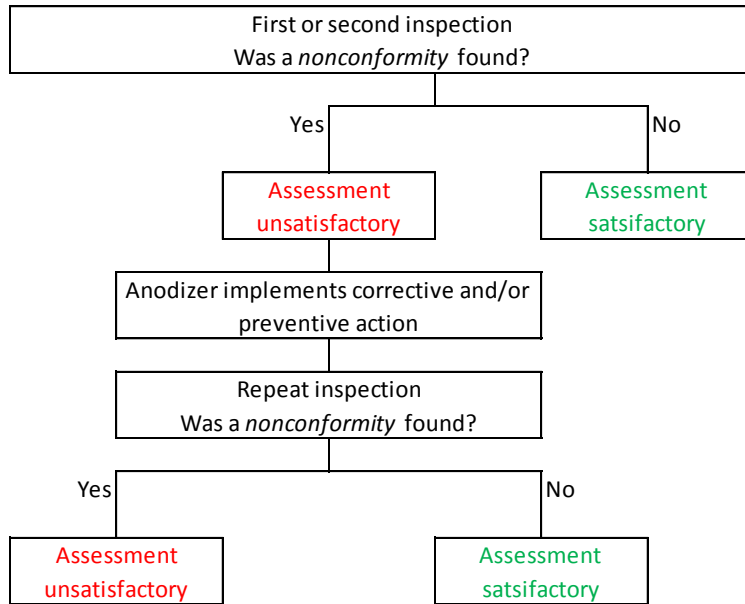 First or second inspection
Was a nonconformity found?
Yes
No
Assessment
unsatisfactory
Assessment
satsifactory
Anodizer implements corrective and/or
preventive action
Repeat inspection
Was a nonconformity found?
Yes
No
Assessment
unsatisfactory
Assessment
satsifactory